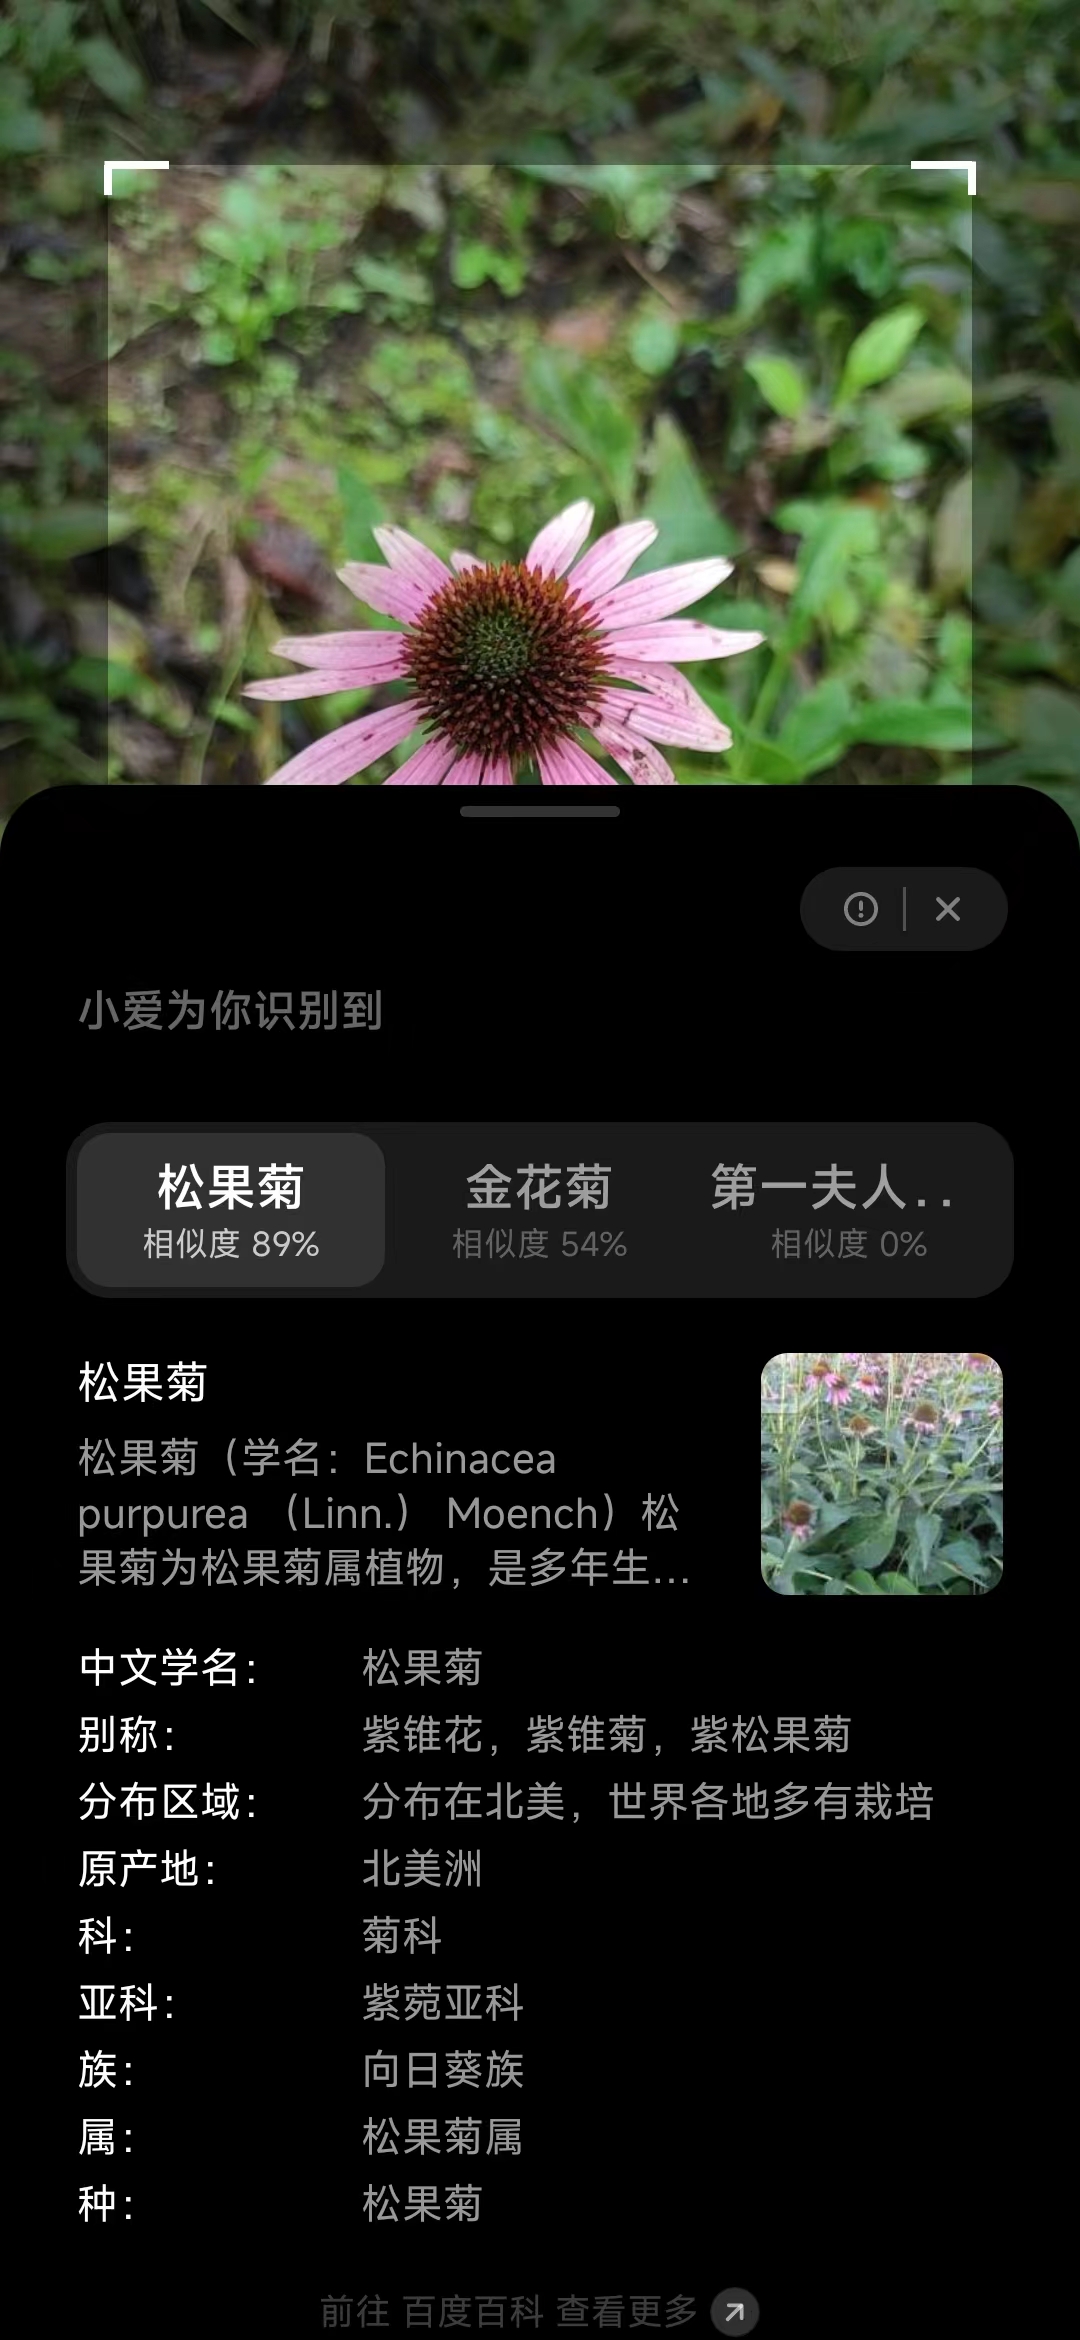 小爱为你识别到
松果菊
相似度 89%
金花菊
相似度 54%
第一夫人..
相似度 0%
松果菊
松果菊（学名：Echinacea
purpurea （Linn.） Moench）松
果菊为松果菊属植物，是多年生...
中文学名： 松果菊
别称： 紫锥花，紫锥菊，紫松果菊
分布区域： 分布在北美，世界各地多有栽培
原产地： 北美洲
科： 菊科
亚科： 紫菀亚科
族： 向日葵族
属： 松果菊属
种： 松果菊
前往 百度百科 查看更多